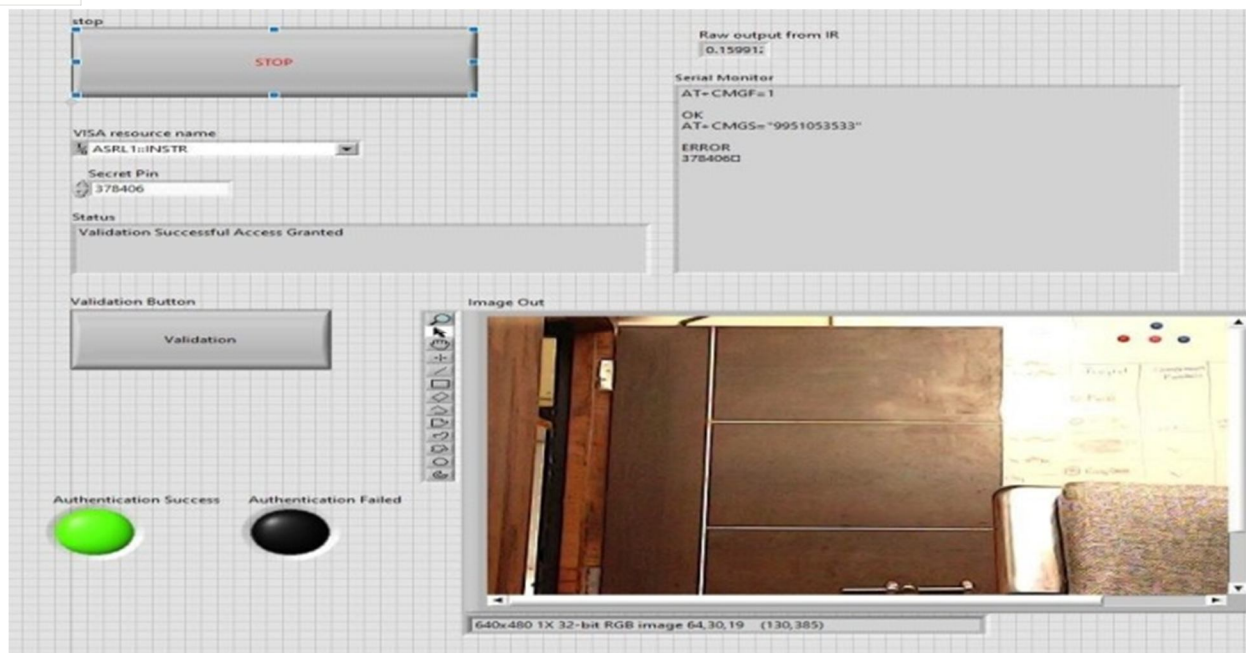 stop
STOP
VISA resource name
ASRL1::INSTR
Secret Pin
378406
Status
Validation Successful Access Granted
Raw output from IR
0.15991
Serial Monitor
AT+CMGF=1
OK
AT+CMGS="9951053533"
ERROR
378406□
Validation Button
Validation
Authentication Success
Authentication Failed
Image Out
640x480 1X 32-bit RGB image 64,30,19 (130,385)